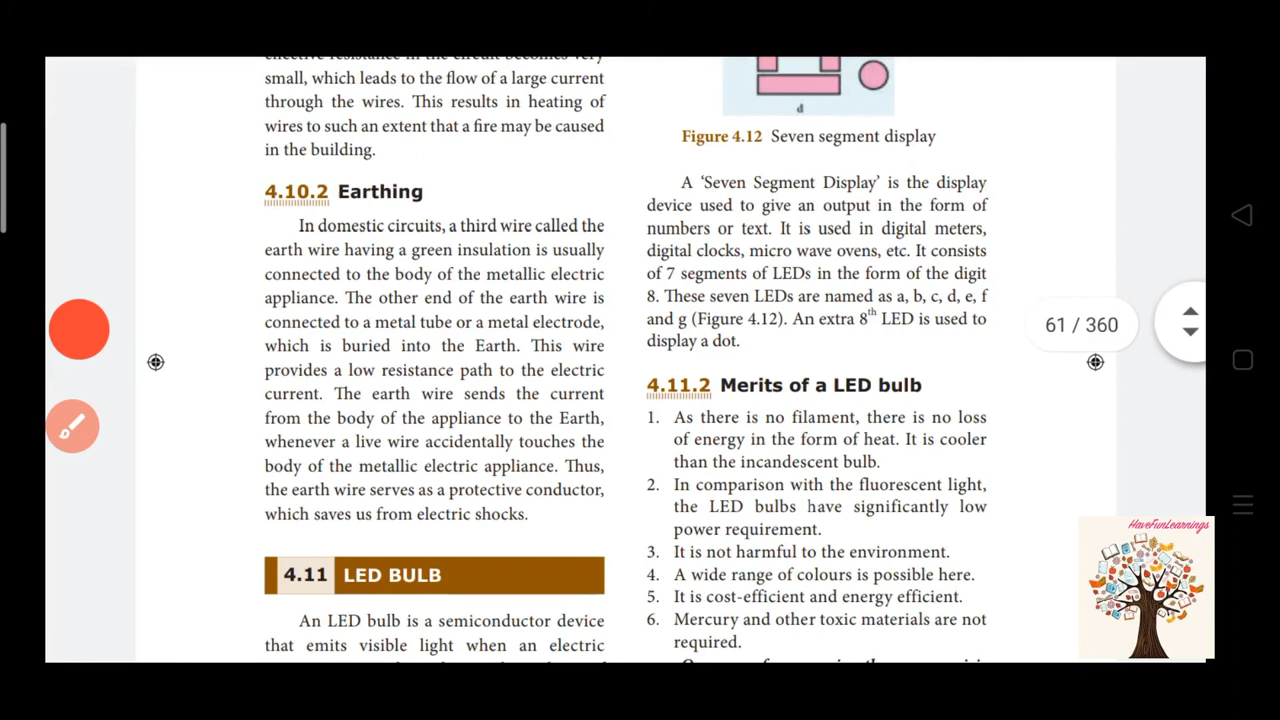 effective resistance in the circuit becomes very
small, which leads to the flow of a large current
through the wires. This results in heating of
wires to such an extent that a fire may be caused
in the building.
4.10.2 Earthing
In domestic circuits, a third wire called the
earth wire having a green insulation is usually
connected to the body of the metallic electric
appliance. The other end of the earth wire is
connected to a metal tube or a metal electrode,
which is buried into the Earth. This wire
provides a low resistance path to the electric
current. The earth wire sends the current
from the body of the appliance to the Earth,
whenever a live wire accidentally touches the
body of the metallic electric appliance. Thus,
the earth wire serves as a protective conductor,
which saves us from electric shocks.
4.11 LED BULB
An LED bulb is a semiconductor device
that emits visible light when an electric
d
Figure 4.12 Seven segment display
A ‘Seven Segment Display’ is the display
device used to give an output in the form of
numbers or text. It is used in digital meters,
digital clocks, micro wave ovens, etc. It consists
of 7 segments of LEDs in the form of the digit
8. These seven LEDs are named as a, b, c, d, e, f
and g (Figure 4.12). An extra 8th LED is used to
display a dot.
4.11.2 Merits of a LED bulb
1. As there is no filament, there is no loss
of energy in the form of heat. It is cooler
than the incandescent bulb.
2. In comparison with the fluorescent light,
the LED bulbs have significantly low
power requirement.
3. It is not harmful to the environment.
4. A wide range of colours is possible here.
5. It is cost-efficient and energy efficient.
6. Mercury and other toxic materials are not
required.
61 / 360
HaveFunLearnings